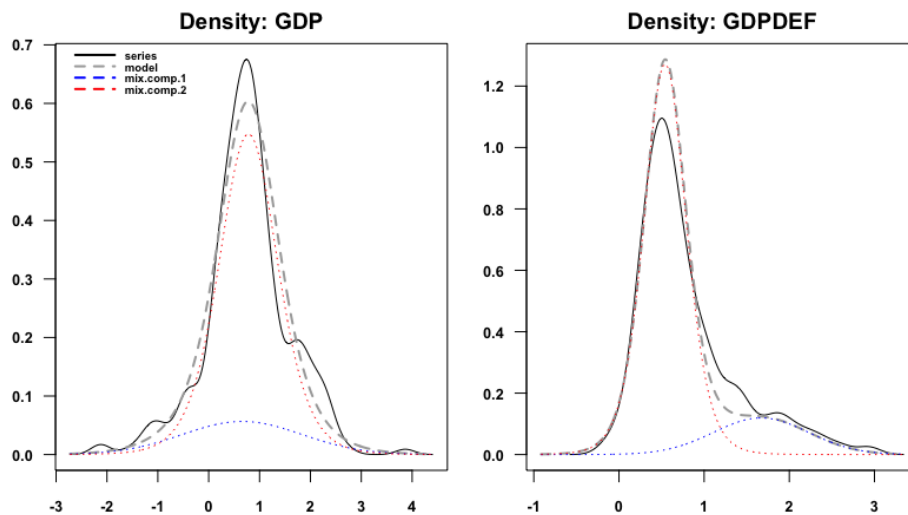 Density: GDP
Density: GDPDEF
series
model
mix.comp.1
mix.comp.2
0.7
0.6
0.5
0.4
0.3
0.2
0.1
0.0
-3 -2 -1 0 1 2 3 4
1.2
1.0
0.8
0.6
0.4
0.2
0.0
-1 0 1 2 3